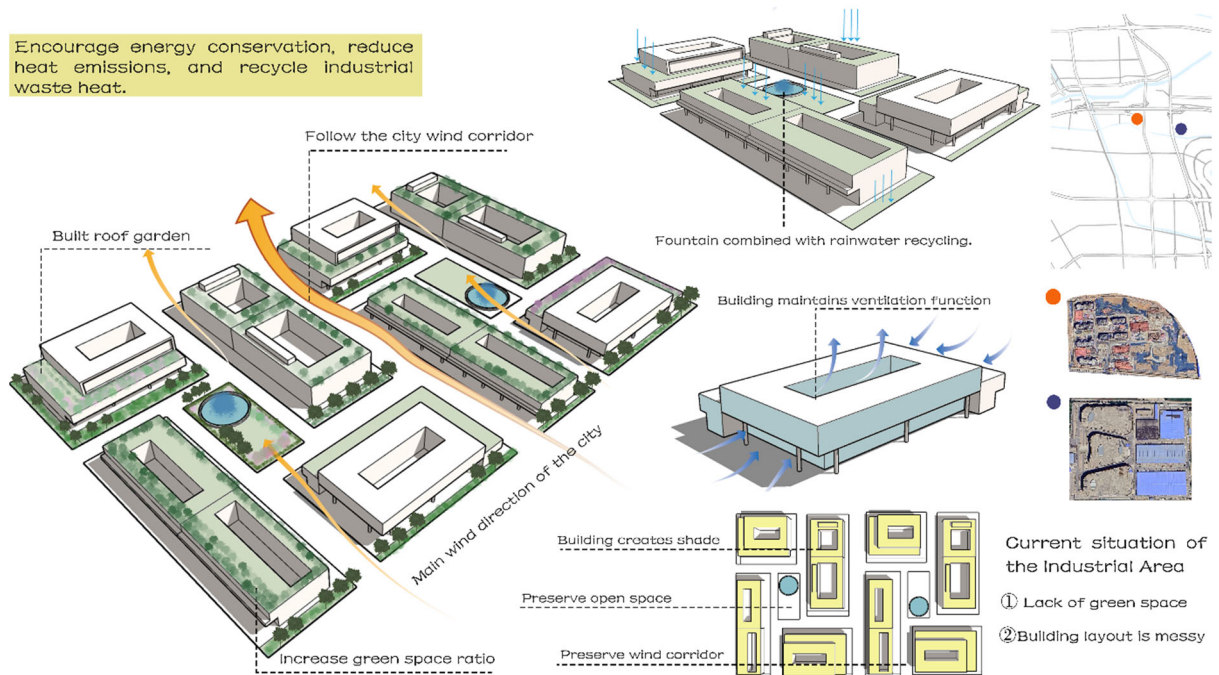 Encourage energy conservation, reduce
heat emissions, and recycle industrial
waste heat.
Follow the city wind corridor
Built roof garden
Main wind direction of the city
Increase green space ratio
Fountain combined with rainwater recycling.
Building maintains ventilation function
Building creates shade
Preserve open space
Preserve wind corridor
Current situation of
the Industrial Area
① Lack of green space
②Building layout is messy